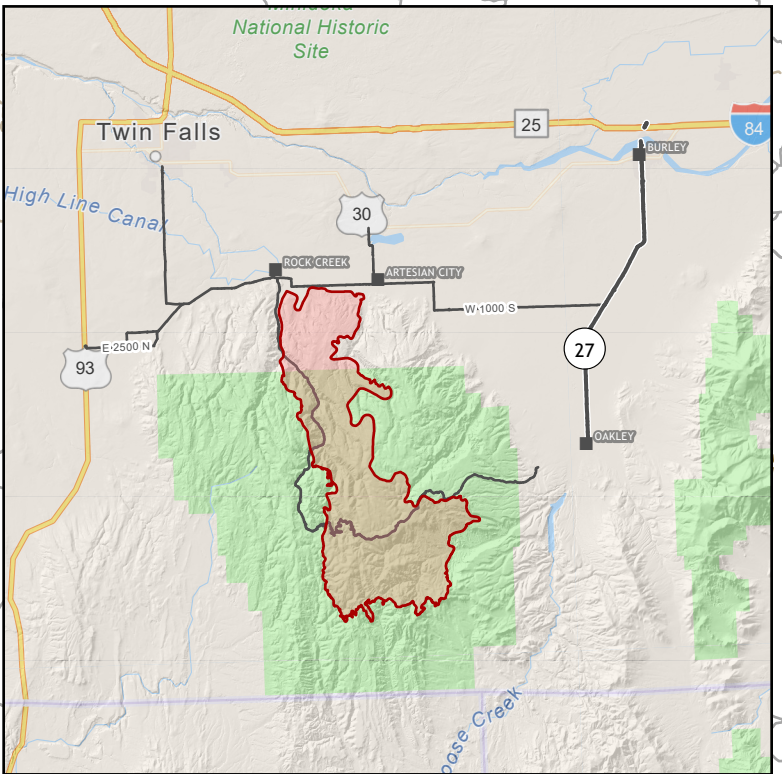 National Historic
Site
25
84
Twin Falls
BURLEY
High Line Canal
30
ROCK CREEK
ARTESIAN CITY
W 1000 S
E 2500 N
93
27
OAKLEY